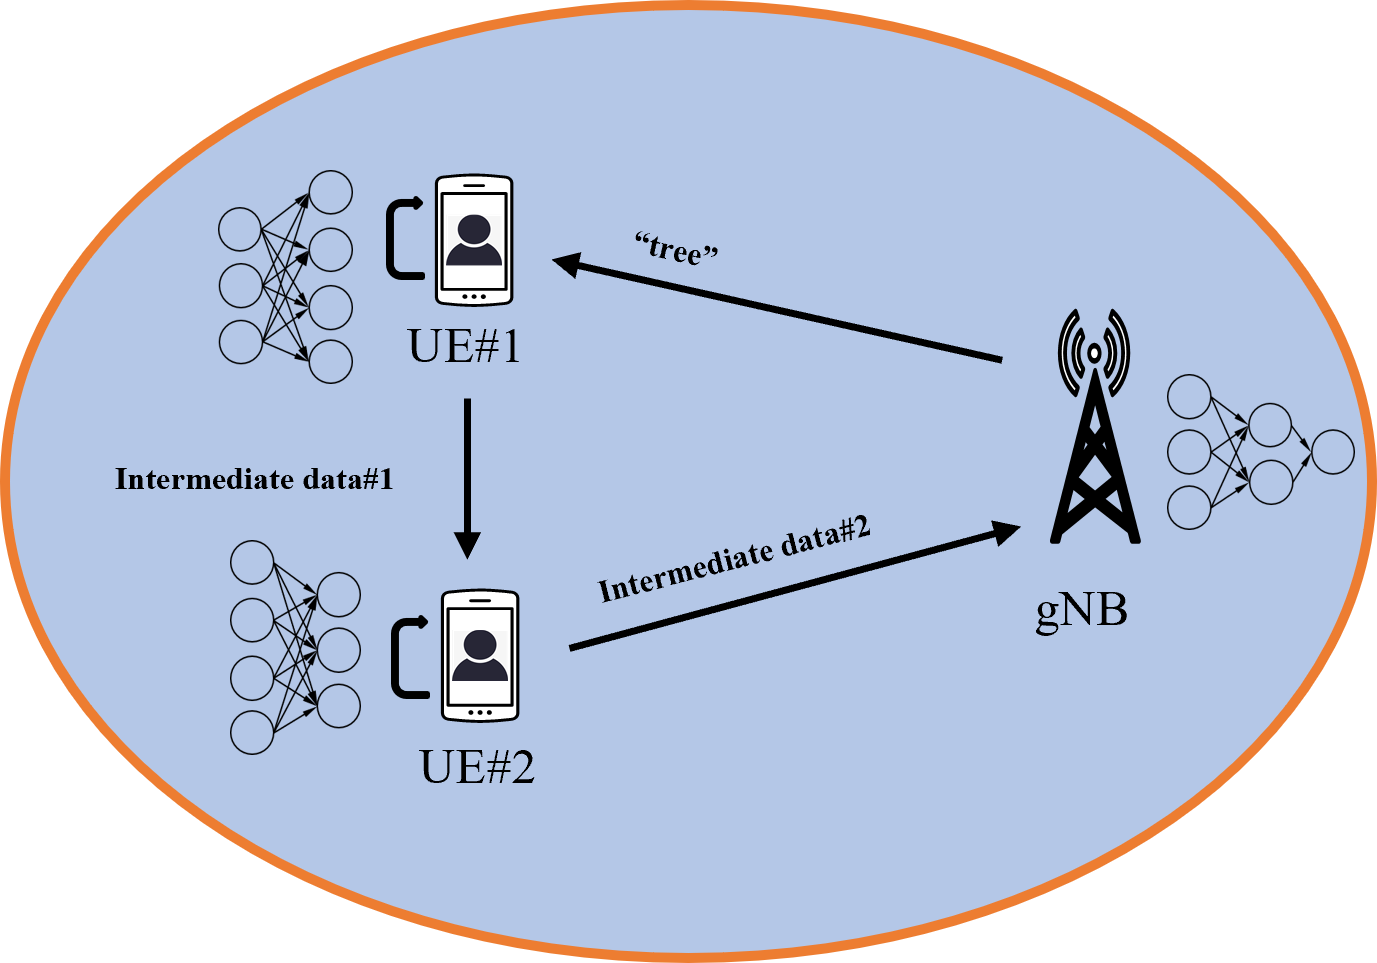 “tree”
UE#1
Intermediate data#1
Intermediate data#2
gNB
UE#2